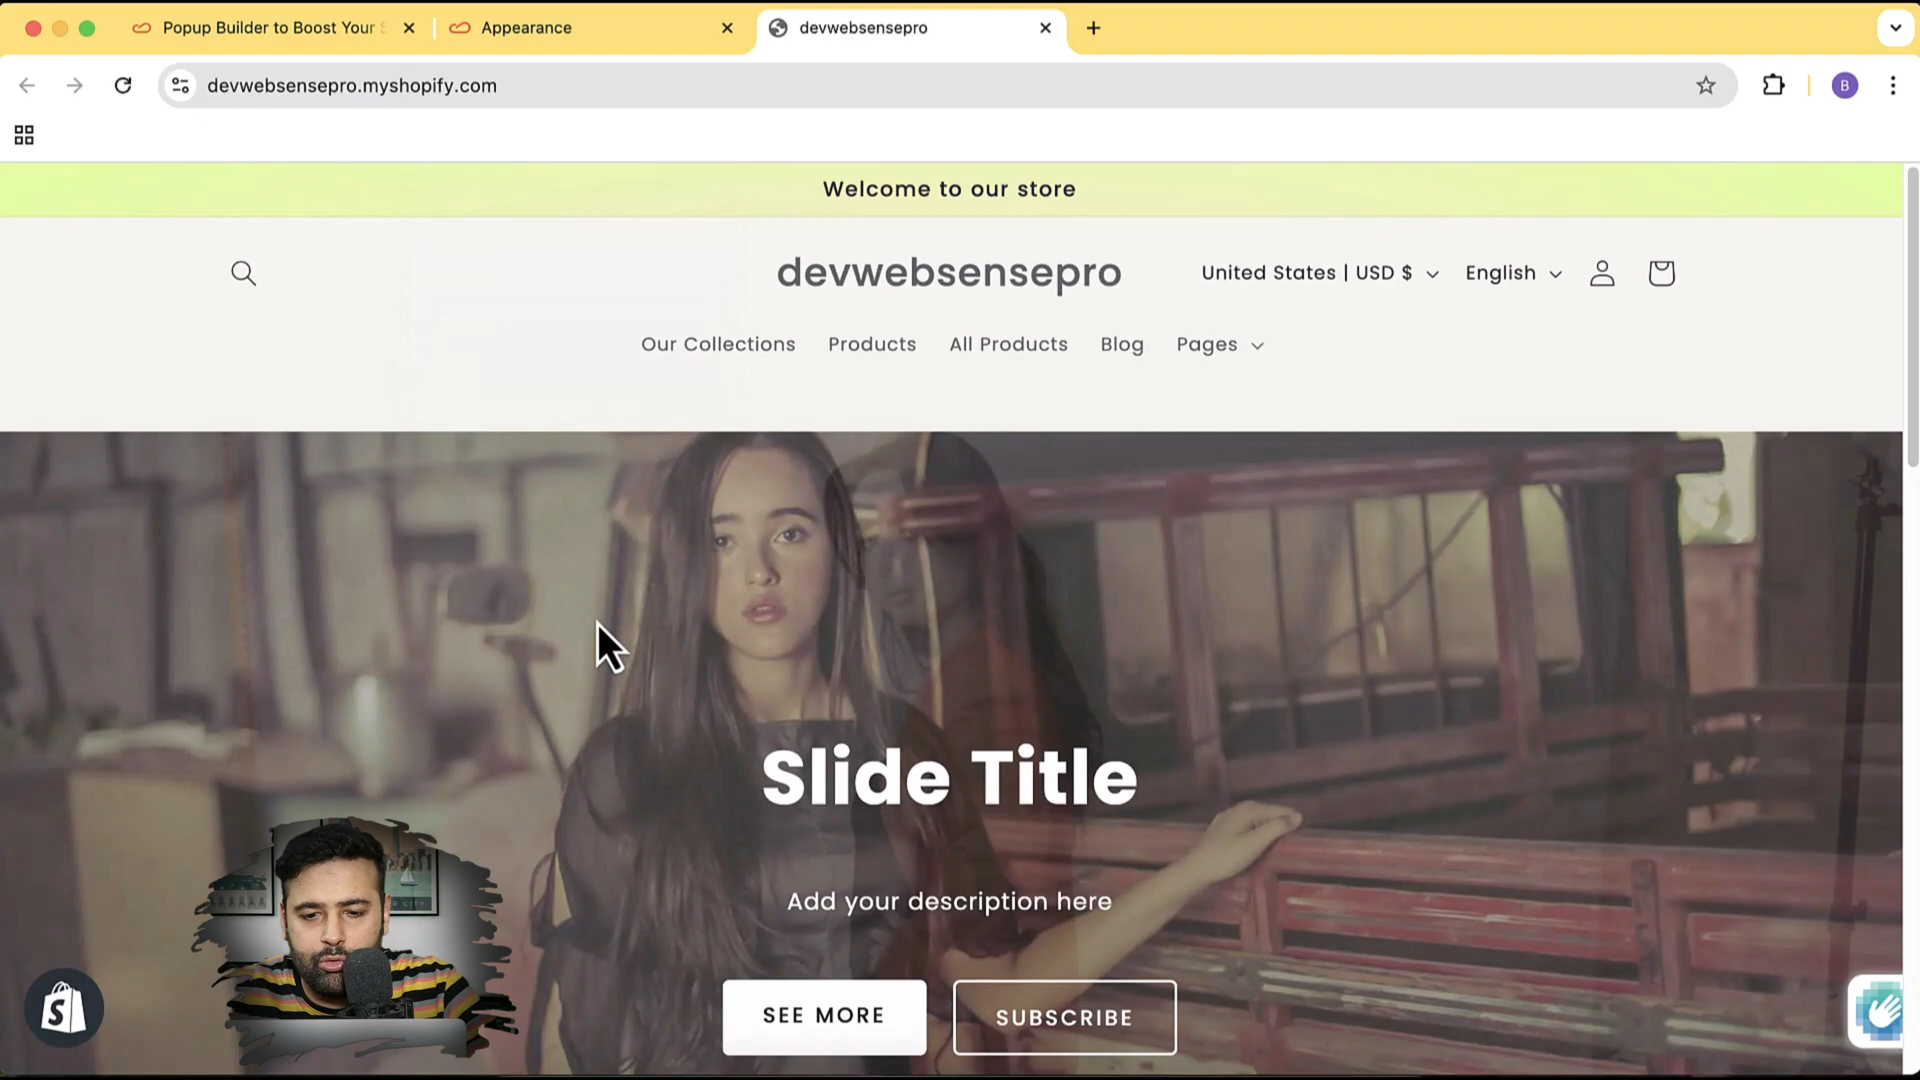 Popup Builder to Boost Your
Appearance
devwebsensepro
devwebsensepro.myshopify.com
B
Welcome to our store
devwebsensepro
United States | USD $
English
Our Collections
Products
All Products
Blog
Pages
Slide Title
Add your description here
SEE MORE
SUBSCRIBE